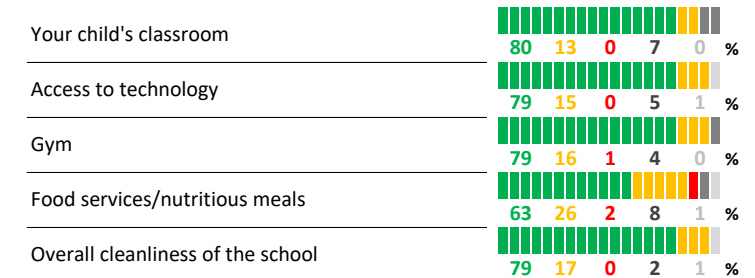 Your child's classroom
80 13 0 7 0 %
Access to technology
79 15 0 5 1 %
Gym
79 16 1 4 0 %
Food services/nutritious meals
63 26 2 8 1 %
Overall cleanliness of the school
79 17 0 2 1 %